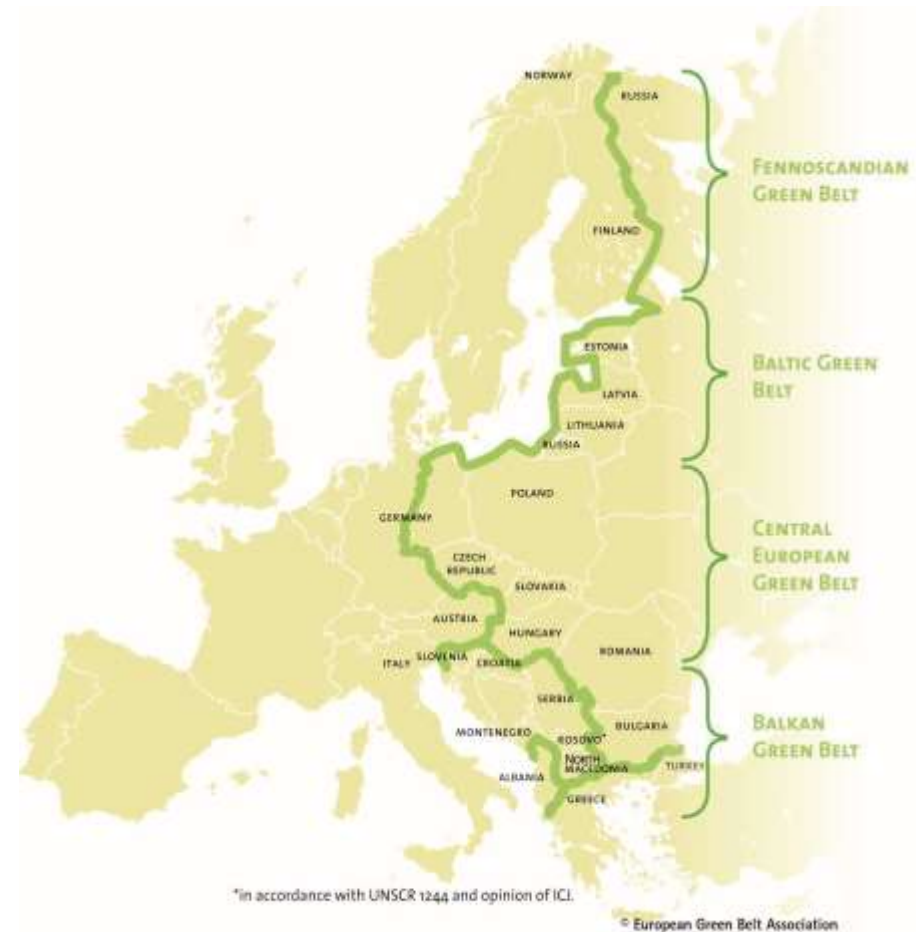 NORWAY
RUSSIA
FENNOSCANDIAN
GREEN BELT
FINLAND
ESTONIA
BALTIC GREEN
BELT
LATVIA
LITHUANIA
RUSSIA
POLAND
GERMANY
CENTRAL
EUROPEAN
GREEN BELT
CZECH
REPUBLIC
SLOVAKIA
AUSTRIA
HUNGARY
ITALY
SLOVENIA
CROATIA
ROMANIA
SERBIA
BULGARIA
MONTENEGRO
KOSOVO*
BALKAN
GREEN BELT
NORTH
MACEDONIA
TURKEY
ALBANIA
GREECE
*in accordance with UNSCR 1244 and opinion of ICJ.
© European Green Belt Association